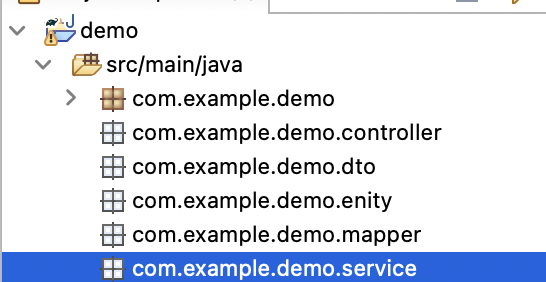 demo
src/main/java
com.example.demo
com.example.demo.controller
com.example.demo.dto
com.example.demo.enity
com.example.demo.mapper
com.example.demo.service